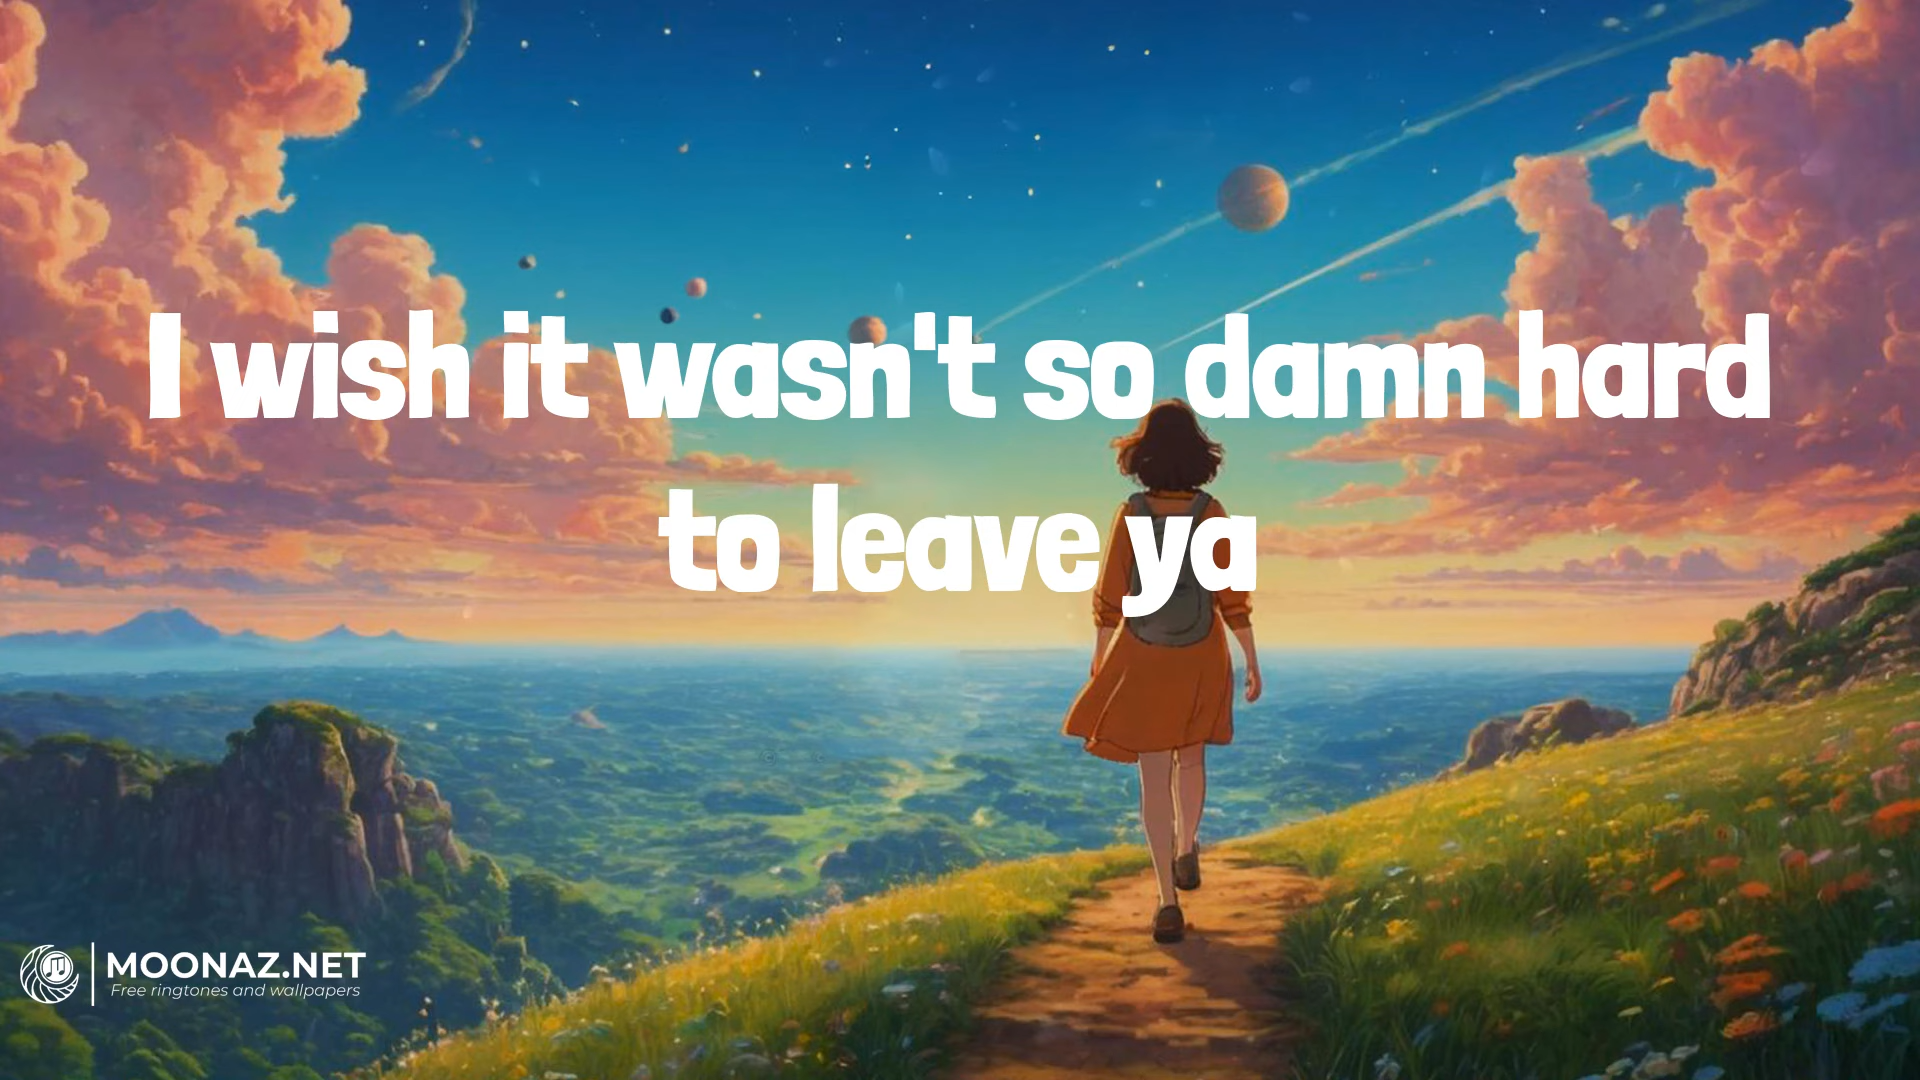 I wish it wasn't so damn hard
to leave ya
MOONAZ.NET
Free ringtones and wallpapers